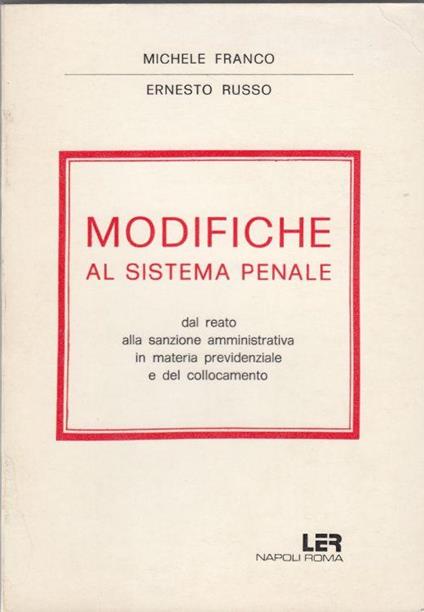 MICHELE FRANCO
ERNESTO RUSSO
MODIFICHE
AL SISTEMA PENALE
dal reato
alla sanzione amministrativa
in materia previdenziale
e del collocamento
LER
NAPOLI ROMA